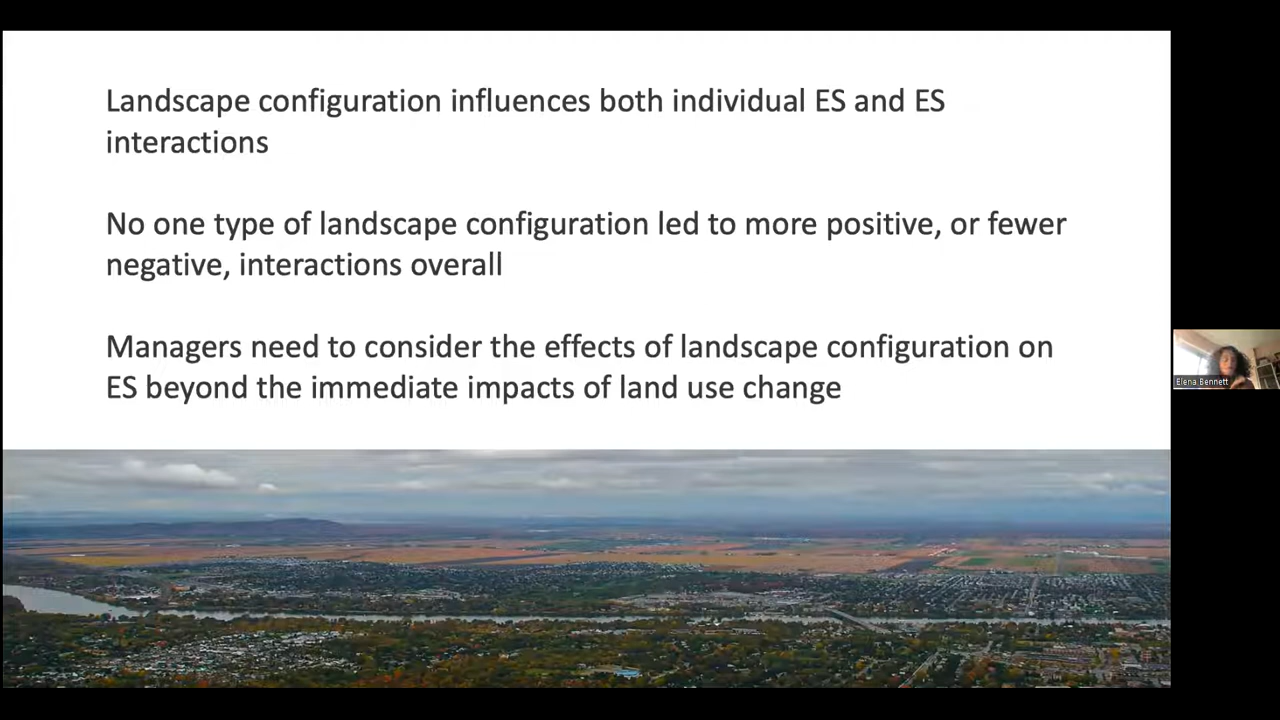 Landscape configuration influences both individual ES and ES
interactions
No one type of landscape configuration led to more positive, or fewer
negative, interactions overall
Managers need to consider the effects of landscape configuration on
ES beyond the immediate impacts of land use change
Elena Bennett